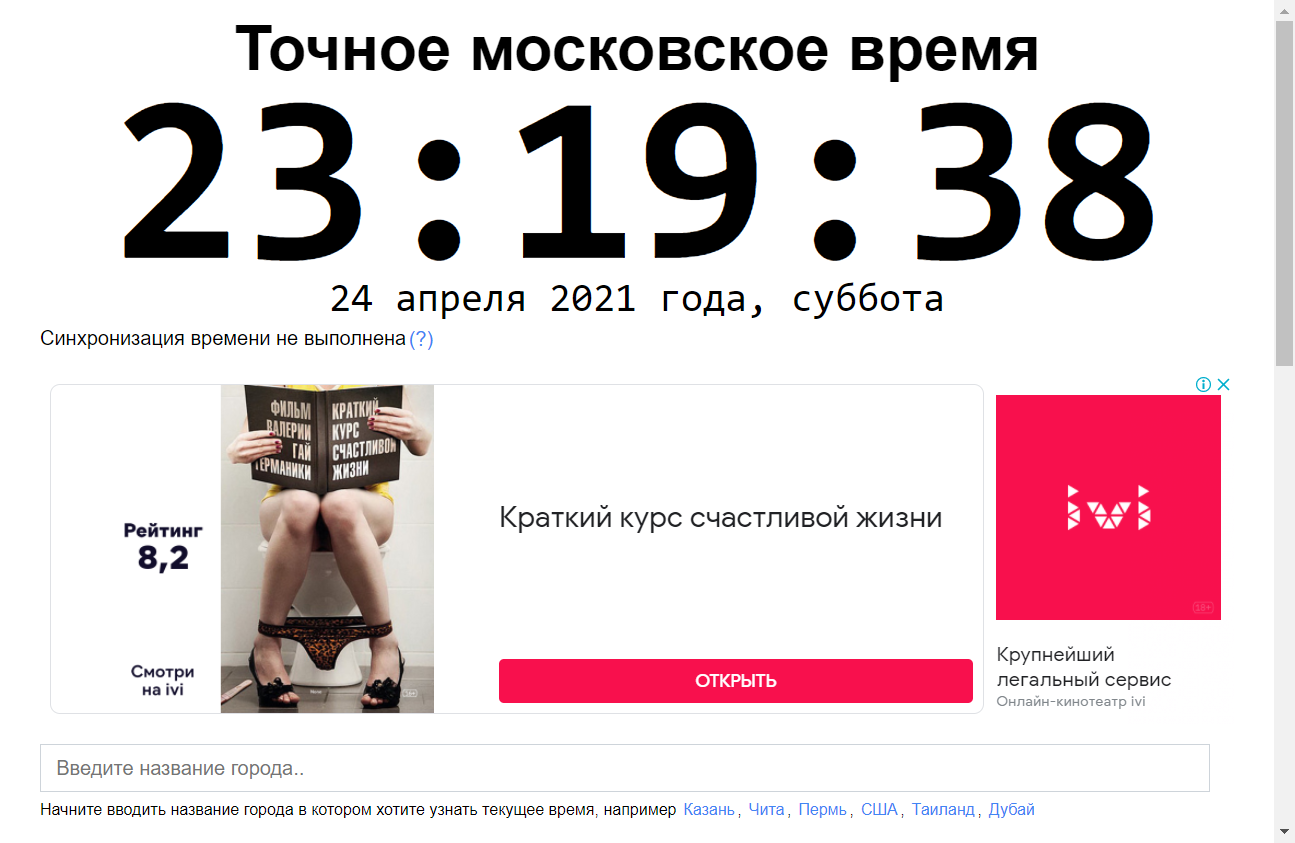 Точное московское время
23:19:38
24 апреля 2021 года, суббота
Синхронизация времени не выполнена (?)
ФИЛЬМ
ВАЛЕРИИ
ГАЙ
ГЕРМАНИКИ
КРАТКИЙ
КУРС
СЧАСТЛИВОЙ
ЖИЗНИ
Рейтинг
8,2
Смотри
на ivi
Краткий курс счастливой жизни
ОТКРЫТЬ
ivi
18+
Крупнейший
легальный сервис
Онлайн-кинотеатр ivi
Введите название города..
Начните вводить название города в котором хотите узнать текущее время, например Казань, Чита, Пермь, США, Таиланд, Дубай